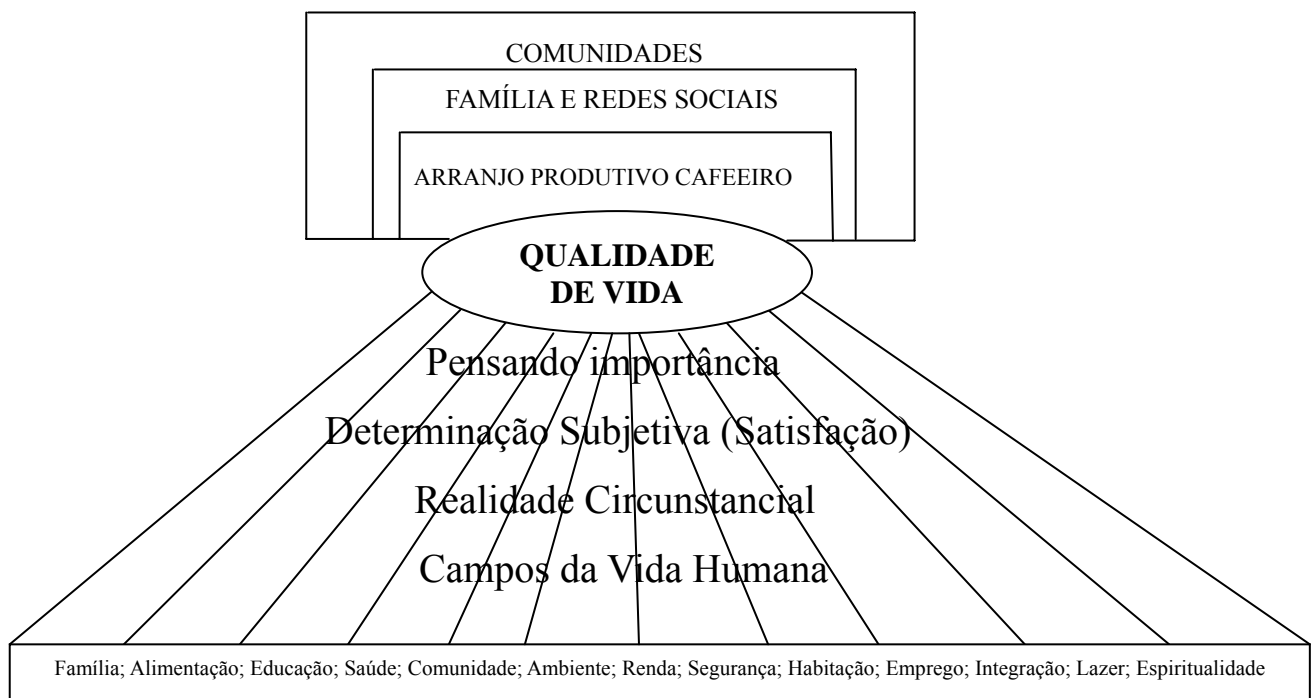 COMUNIDADES
FAMÍLIA E REDES SOCIAIS
ARRANJO PRODUTIVO CAFEEIRO
QUALIDADE
DE VIDA
Pensando importância
Determinação Subjetiva (Satisfação)
Realidade Circunstancial
Campos da Vida Humana
Família; Alimentação; Educação; Saúde; Comunidade; Ambiente; Renda; Segurança; Habitação; Emprego; Integração; Lazer; Espiritualidade